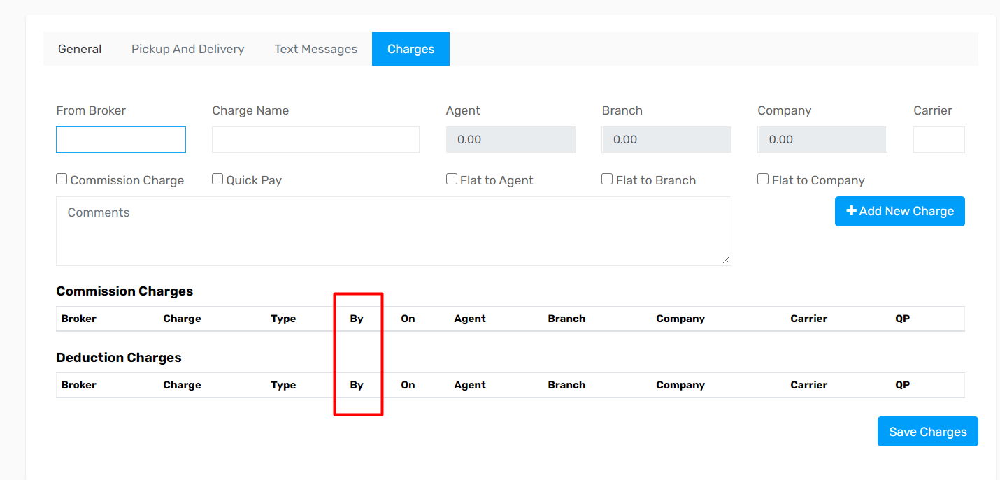 General Pickup And Delivery Text Messages Charges
From Broker Charge Name Agent Branch Company Carrier
0.00 0.00 0.00
Commission Charge Quick Pay Flat to Agent Flat to Branch Flat to Company
Comments
+ Add New Charge
Commission Charges
Broker Charge Type By On Agent Branch Company Carrier QP
Deduction Charges
Broker Charge Type By On Agent Branch Company Carrier QP
Save Charges